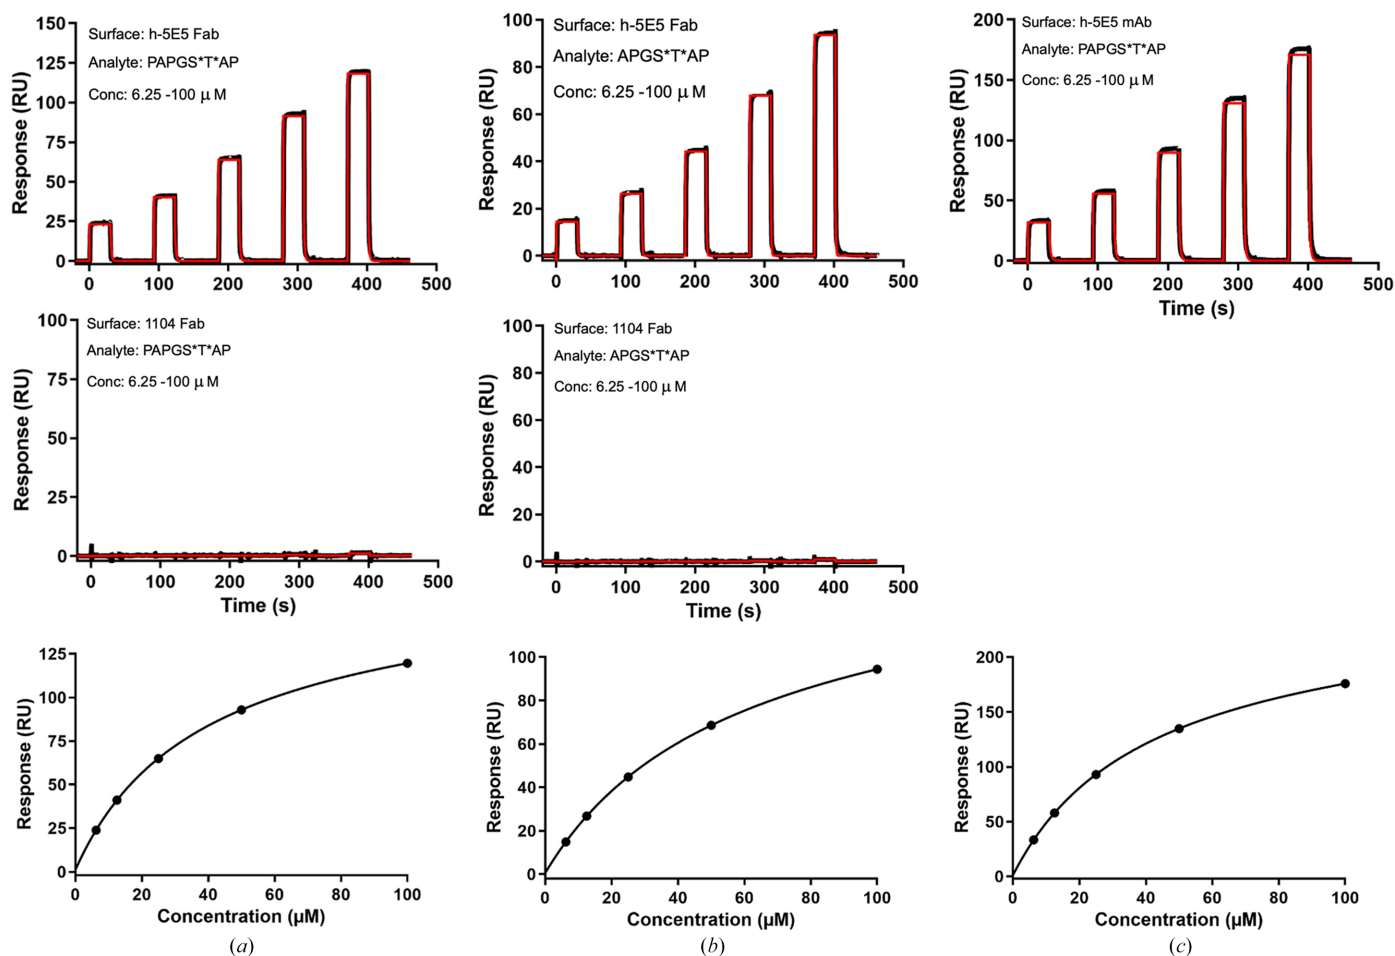 Surface: h-5E5 Fab
Analyte: PAPGS*T*AP
Conc: 6.25 -100 μ M
Response (RU)
150
125
100
75
50
25
0
0 100 200 300 400 500
Surface: h-5E5 Fab
Analyte: APGS*T*AP
Conc: 6.25 -100 μ M
Response (RU)
100
80
60
40
20
0
0 100 200 300 400 500
Surface: h-5E5 mAb
Analyte: PAPGS*T*AP
Conc: 6.25 -100 μ M
Response (RU)
200
150
100
50
0
0 100 200 300 400 500
Time (s)
Surface: 1104 Fab
Analyte: PAPGS*T*AP
Conc: 6.25 -100 μ M
Response (RU)
100
75
50
25
0
0 100 200 300 400 500
Time (s)
Surface: 1104 Fab
Analyte: APGS*T*AP
Conc: 6.25 -100 μ M
Response (RU)
100
80
60
40
20
0
0 100 200 300 400 500
Time (s)
Response (RU)
125
100
75
50
25
0
0 20 40 60 80 100
Concentration (μM)
(a)
Response (RU)
100
80
60
40
20
0
0 20 40 60 80 100
Concentration (μM)
(b)
Response (RU)
200
150
100
50
0
0 20 40 60 80 100
Concentration (μM)
(c)